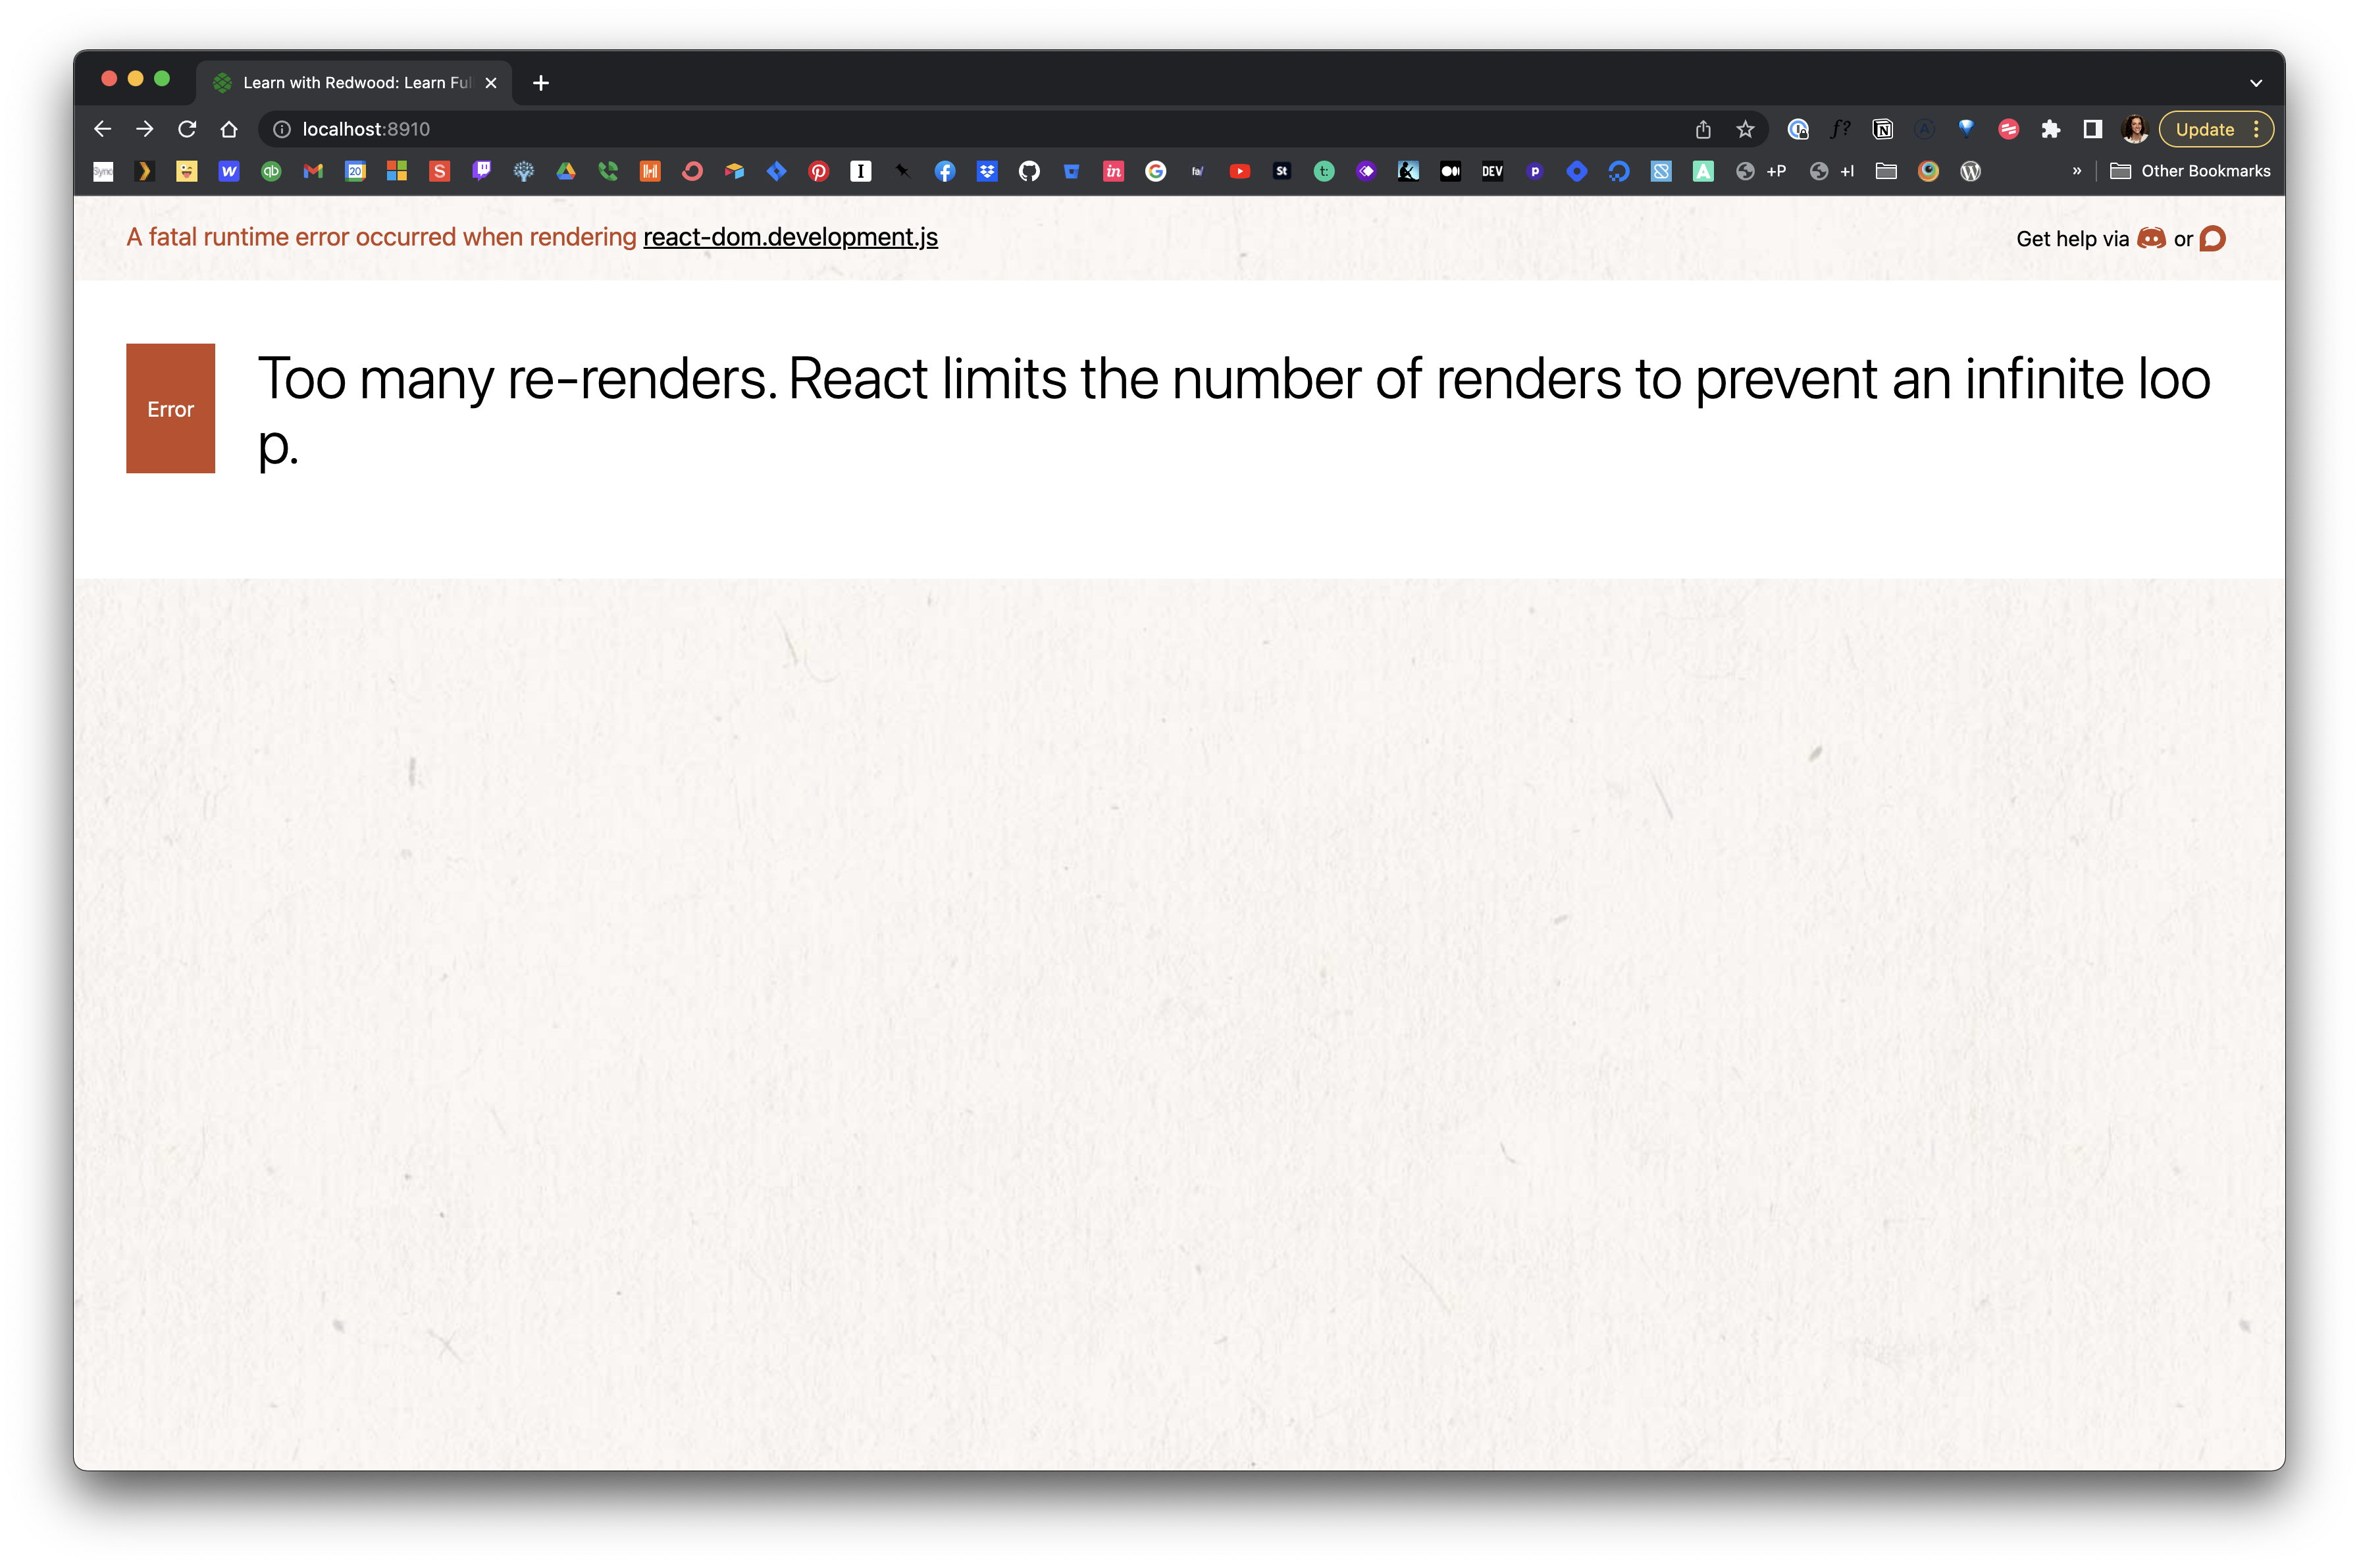 Learn with Redwood: Learn Ful
localhost:8910
Update
+P
+I
Other Bookmarks
A fatal runtime error occurred when rendering react-dom.development.js
Get help via or
Error
Too many re-renders. React limits the number of renders to prevent an infinite loo
p.